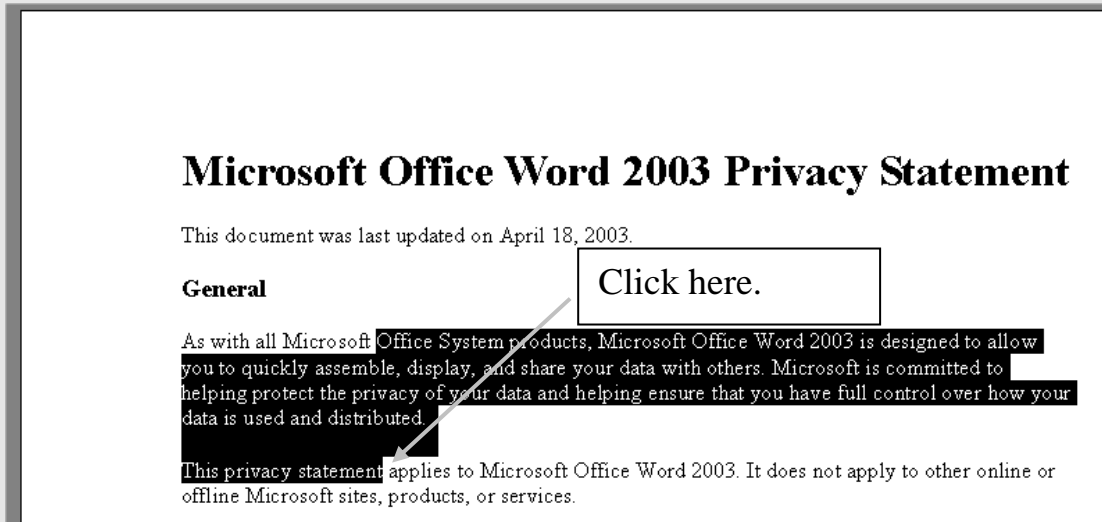 Microsoft Office Word 2003 Privacy Statement
This document was last updated on April 18, 2003.
Click here.
General
As with all Microsoft Office System products, Microsoft Office Word 2003 is designed to allow
you to quickly assemble, display, and share your data with others. Microsoft is committed to
helping protect the privacy of your data and helping ensure that you have full control over how your
data is used and distributed.
This privacy statement applies to Microsoft Office Word 2003. It does not apply to other online or
offline Microsoft sites, products, or services.